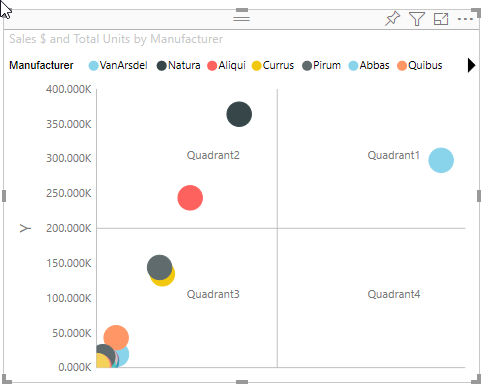 Sales $ and Total Units by Manufacturer
Manufacturer VanArsdel Natura Aliqui Currus Pirum Abbas Quibus
400.000K
350.000K
Quadrant2 Quadrant1
300.000K
250.000K
Y
200.000K
150.000K
Quadrant3 Quadrant4
100.000K
50.000K
0.000K